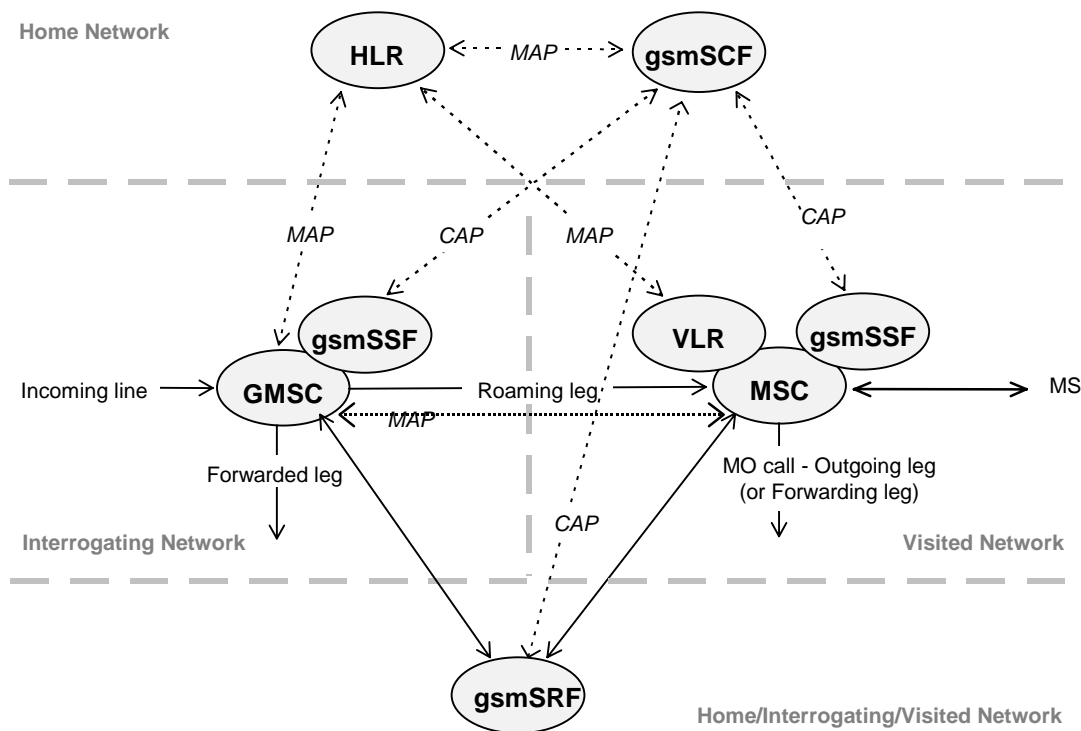 Home Network
HLR
MAP
gsmSCF
MAP
CAP
MAP
CAP
gsmSSF
VLR
gsmSSF
Incoming line
GMSC
Roaming leg
MSC
MS
MAP
Forwarded leg
MO call - Outgoing leg
(or Forwarding leg)
CAP
Interrogating Network
Visited Network
gsmSRF
Home/Interrogating/Visited Network